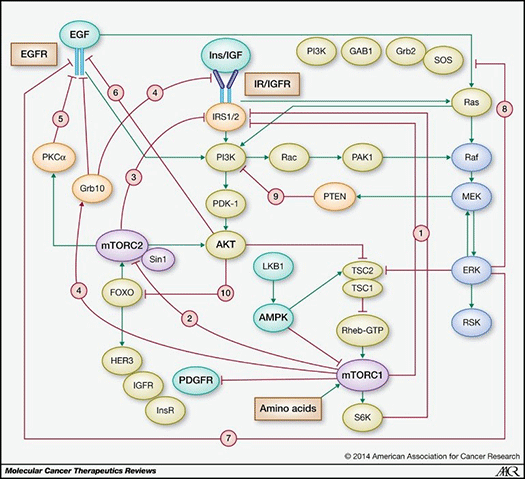 EGF
EGFR
Ins/IGF
IR/IGFR
PI3K
GAB1
Grb2
SOS
6
4
8
5
IRS1/2
Ras
PKCα
3
PI3K
Rac
PAK1
Raf
Grb10
9
PTEN
MEK
PDK-1
1
mTORC2
Sin1
AKT
LKB1
TSC2
TSC1
ERK
4
FOXO
10
2
AMPK
Rheb-GTP
RSK
HER3
IGFR
InsR
PDGFR
mTORC1
Amino acids
S6K
7
© 2014 American Association for Cancer Research
Molecular Cancer Therapeutics Reviews
AACR